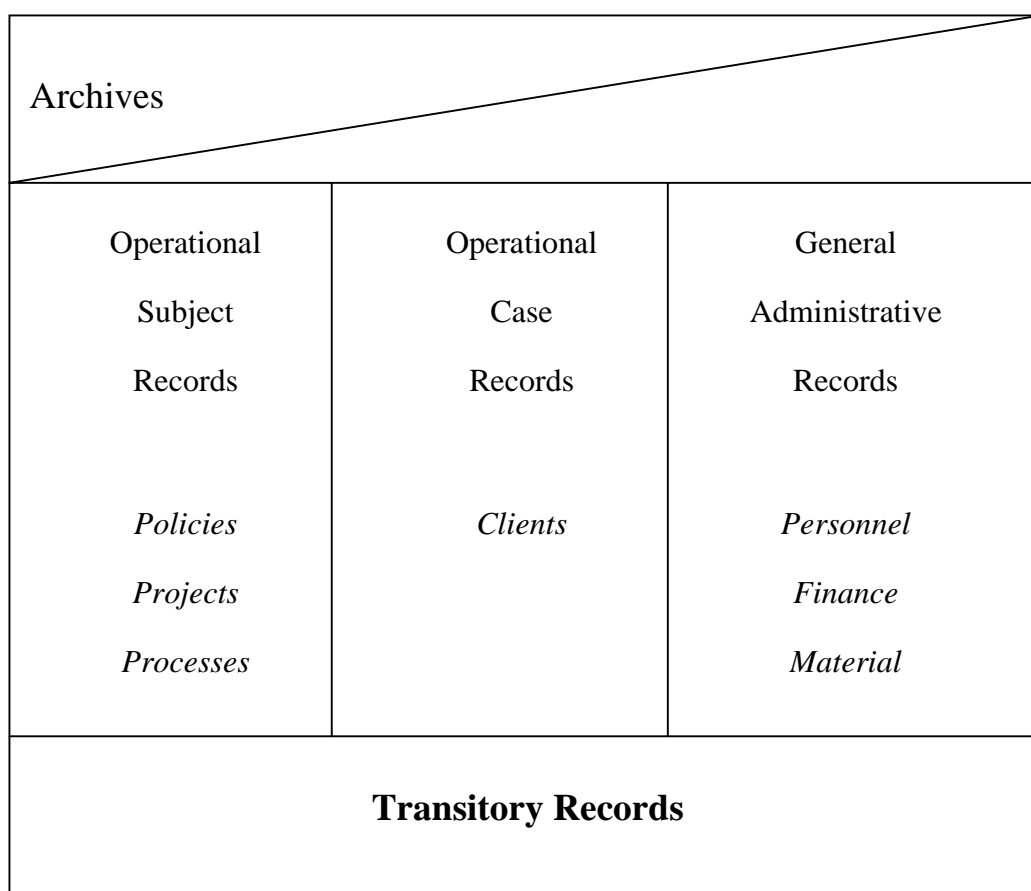 Archives
Operational
Subject
Records
Policies
Projects
Processes
Operational
Case
Records
Clients
General
Administrative
Records
Personnel
Finance
Material
Transitory Records